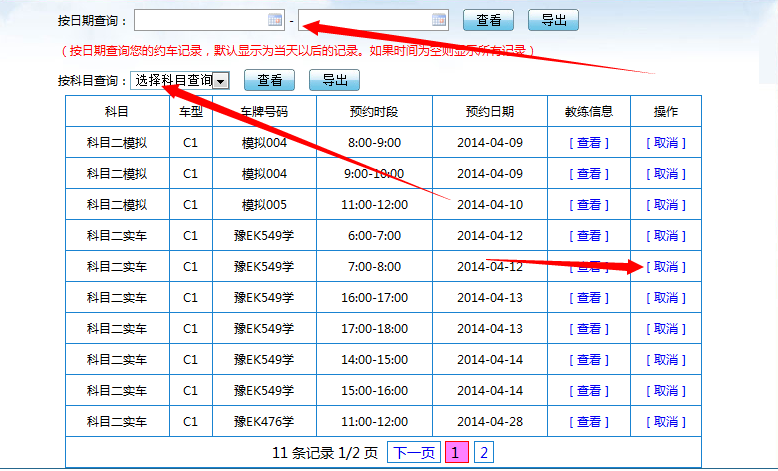 按日期查询： - 查看 导出
（按日期查询您的约车记录，默认显示为当天以后的记录。如果时间为空则显示所有记录）
按科目查询： 选择科目查询 查看 导出
科目 车型 车牌号码 预约时段 预约日期 教练信息 操作
科目二模拟 C1 模拟004 8:00-9:00 2014-04-09 [ 查看 ] [ 取消 ]
科目二模拟 C1 模拟004 9:00-10:00 2014-04-09 [ 查看 ] [ 取消 ]
科目二模拟 C1 模拟005 11:00-12:00 2014-04-10 [ 查看 ] [ 取消 ]
科目二实车 C1 豫EK549学 6:00-7:00 2014-04-12 [ 查看 ] [ 取消 ]
科目二实车 C1 豫EK549学 7:00-8:00 2014-04-12 [ 查看 ] [ 取消 ]
科目二实车 C1 豫EK549学 16:00-17:00 2014-04-13 [ 查看 ] [ 取消 ]
科目二实车 C1 豫EK549学 17:00-18:00 2014-04-13 [ 查看 ] [ 取消 ]
科目二实车 C1 豫EK549学 14:00-15:00 2014-04-14 [ 查看 ] [ 取消 ]
科目二实车 C1 豫EK549学 15:00-16:00 2014-04-14 [ 查看 ] [ 取消 ]
科目二实车 C1 豫EK476学 11:00-12:00 2014-04-28 [ 查看 ] [ 取消 ]
11 条记录 1/2 页 下一页 1 2